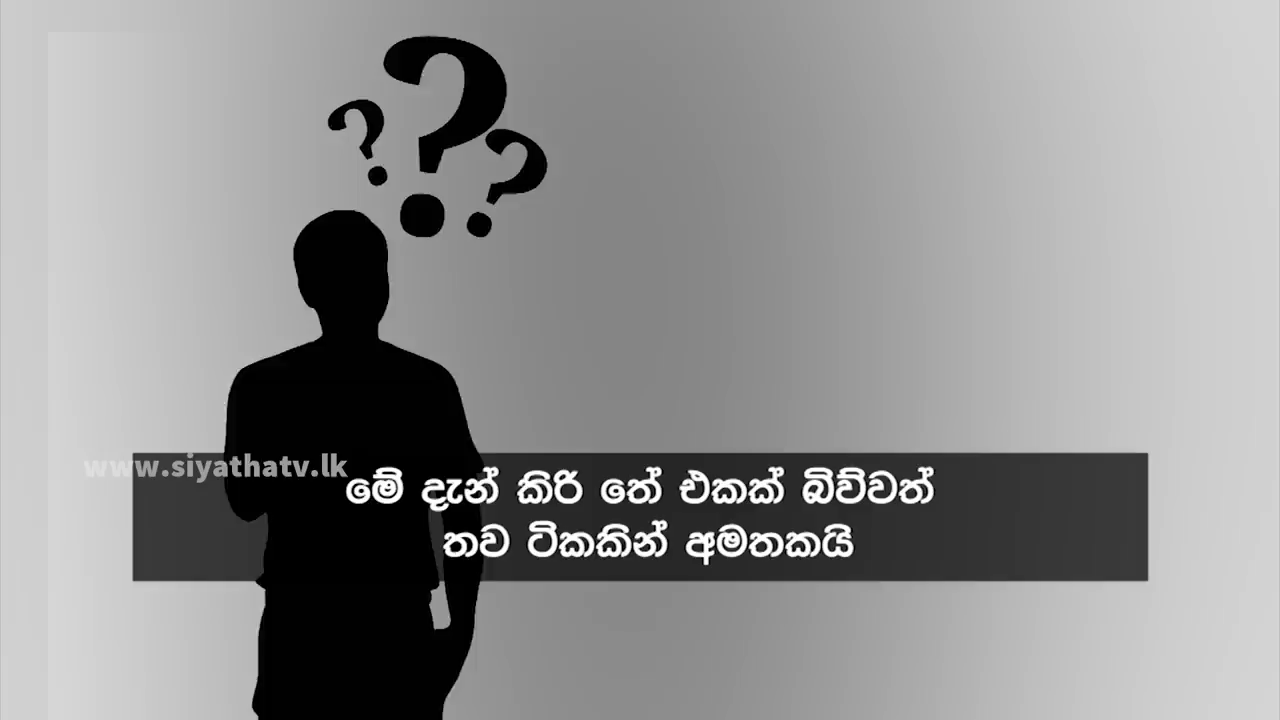 www.siyathatv.lk
මේ දැන් කිරි තේ එකක් බිව්වත්
තව ටිකකින් අමතකයි